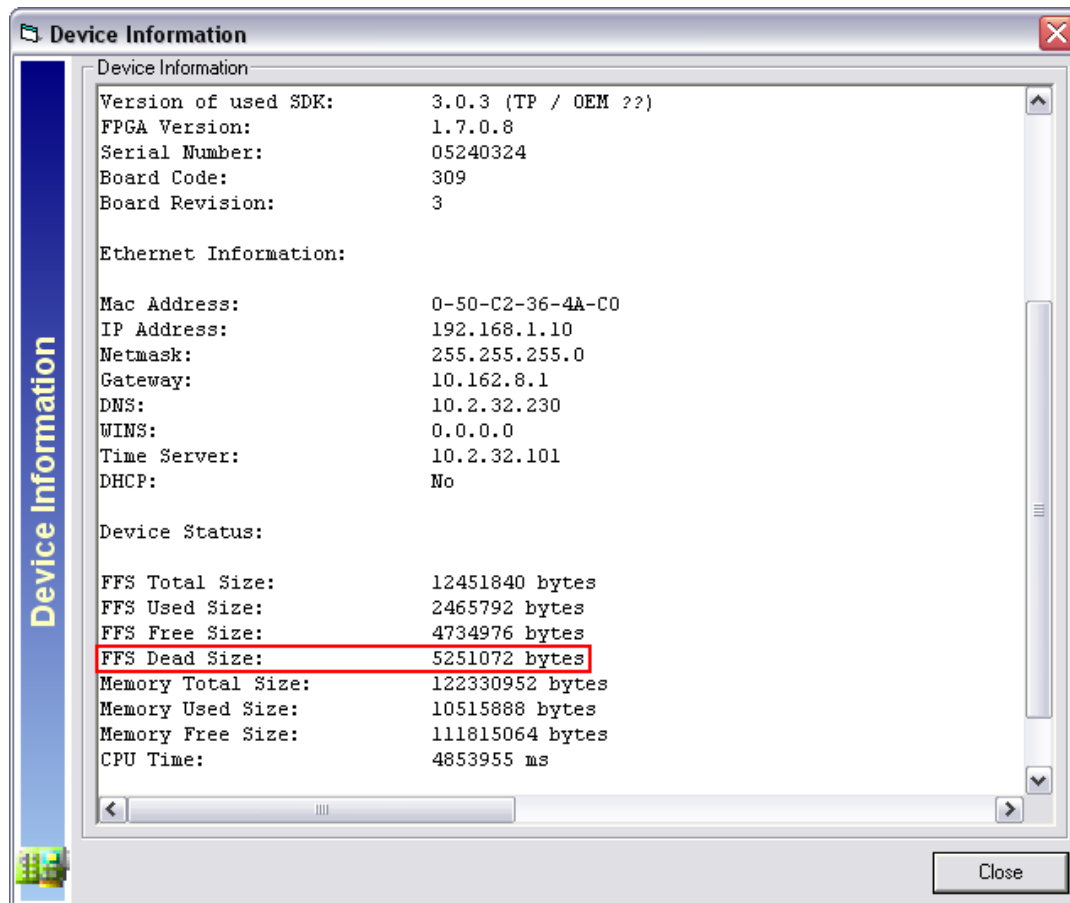 Device Information
Device Information
Device Information
Version of used SDK: 3.0.3 (TP / OEM ??)
FPGA Version: 1.7.0.8
Serial Number: 05240324
Board Code: 309
Board Revision: 3
Ethernet Information:
Mac Address: 0-50-C2-36-4A-C0
IP Address: 192.168.1.10
Netmask: 255.255.255.0
Gateway: 10.162.8.1
DNS: 10.2.32.230
WINS: 0.0.0.0
Time Server: 10.2.32.101
DHCP: No
Device Status:
FFS Total Size: 12451840 bytes
FFS Used Size: 2465792 bytes
FFS Free Size: 4734976 bytes
FFS Dead Size: 5251072 bytes
Memory Total Size: 122330952 bytes
Memory Used Size: 10515888 bytes
Memory Free Size: 111815064 bytes
CPU Time: 4853955 ms
Close